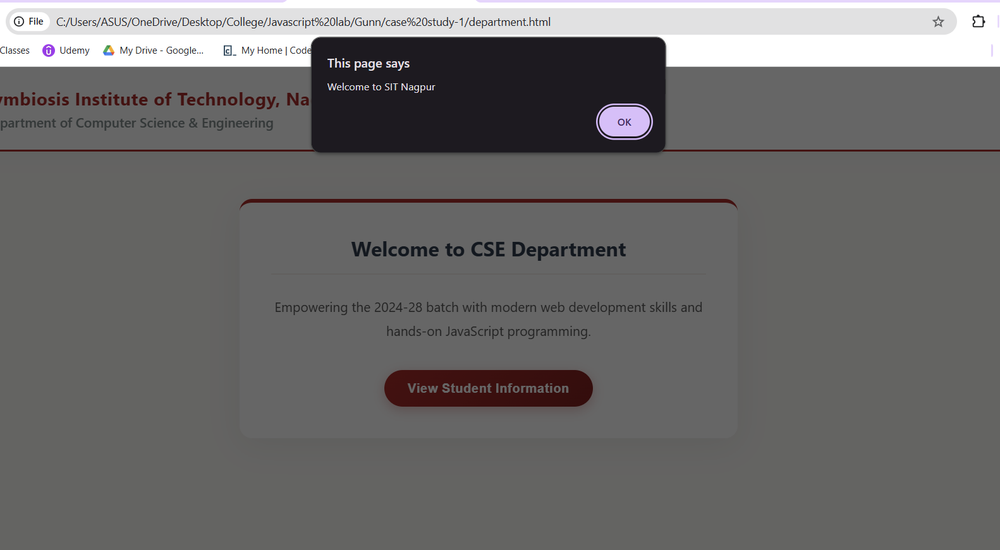 File C:/Users/ASUS/OneDrive/Desktop/College/Javascript%20lab/Gunn/case%20study-1/department.html
Classes Udemy My Drive - Google... My Home | Code
This page says
Welcome to SIT Nagpur
OK
ymbiosis Institute of Technology, Na
partment of Computer Science & Engineering
Welcome to CSE Department
Empowering the 2024-28 batch with modern web development skills and
hands-on JavaScript programming.
View Student Information